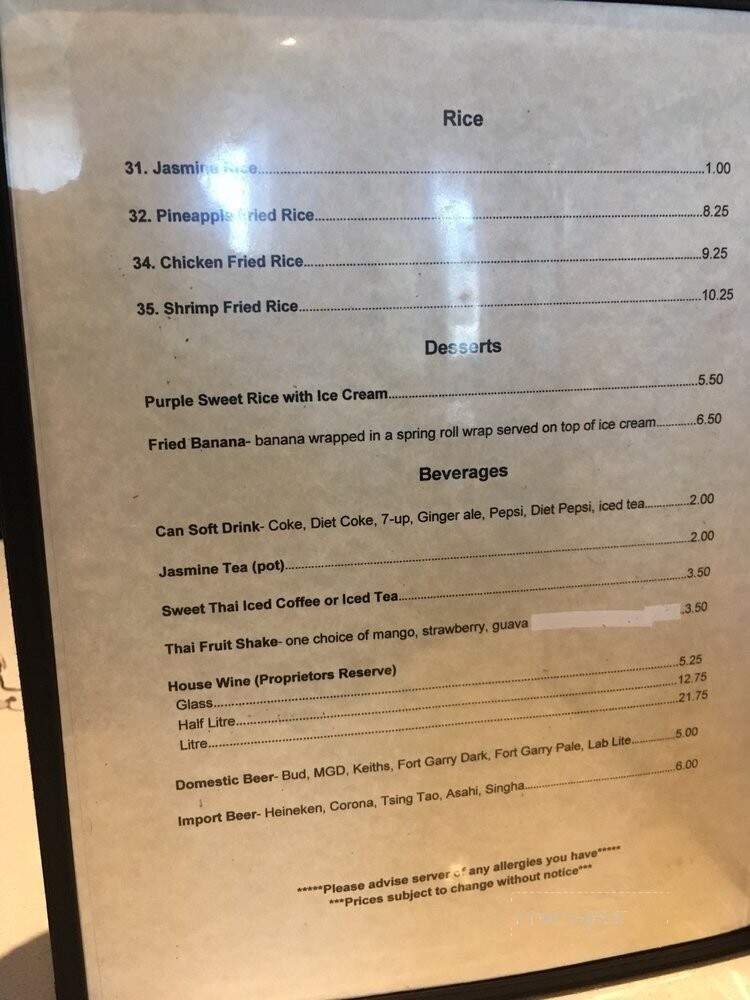 Rice
31. Jasmine Rice..........1.00
32. Pineapple Fried Rice..........8.25
34. Chicken Fried Rice..........9.25
35. Shrimp Fried Rice..........10.25
Desserts
Purple Sweet Rice with Ice Cream..........5.50
Fried Banana- banana wrapped in a spring roll wrap served on top of ice cream..........6.50
Beverages
Can Soft Drink- Coke, Diet Coke, 7-up, Ginger ale, Pepsi, Diet Pepsi, iced tea..........2.00
Jasmine Tea (pot)..........2.00
Sweet Thai Iced Coffee or Iced Tea..........3.50
Thai Fruit Shake- one choice of mango, strawberry, guava .3.50
House Wine (Proprietors Reserve)
Glass..........5.25
Half Litre..........12.75
Litre..........21.75
Domestic Beer- Bud, MGD, Keiths, Fort Garry Dark, Fort Garry Pale, Lab Lite..........5.00
Import Beer- Heineken, Corona, Tsing Tao, Asahi, Singha..........6.00
*****Please advise server of any allergies you have*****
***Prices subject to change without notice***